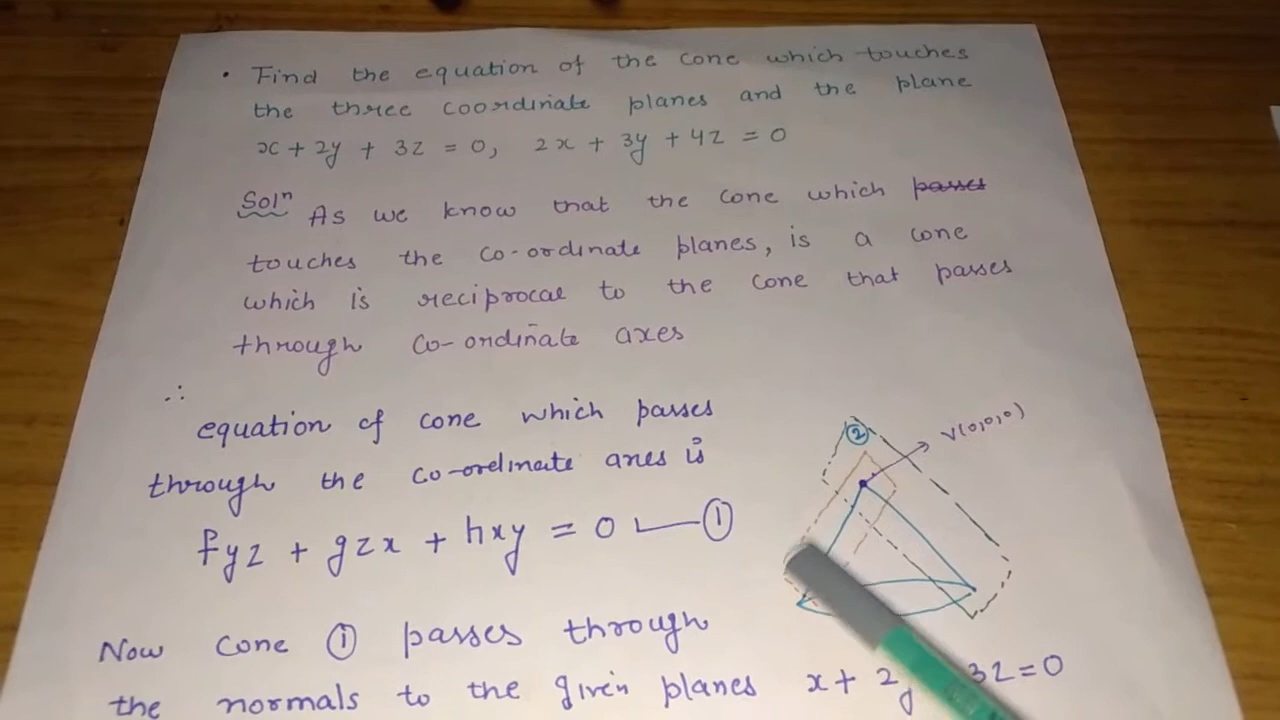 • Find the equation of the cone which touches
the three coordinate planes and the plane
x + 2y + 3z = 0, 2x + 3y + 4z = 0
Solⁿ As we know that the cone which passes
touches the co-ordinate planes, is a cone
which is reciprocal to the cone that passes
through co-ordinate axes
∴
equation of cone which passes
through the co-ordinate axes is
fyz + gzx + hxy = 0 — ①
② V(0,0,0)
Now cone ① passes through
the normals to the given planes x + 2y 3z = 0